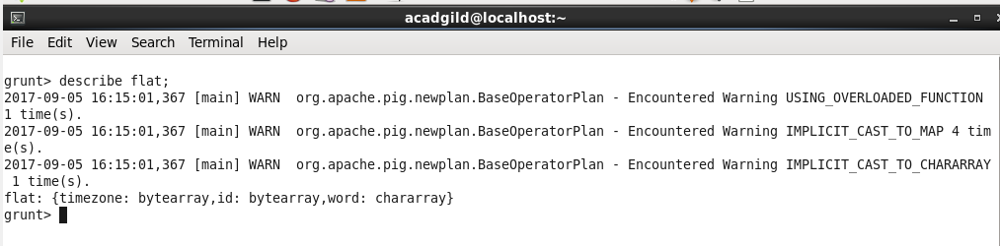 acadgild@localhost:~
File Edit View Search Terminal Help
grunt> describe flat;
2017-09-05 16:15:01,367 [main] WARN  org.apache.pig.newplan.BaseOperatorPlan - Encountered Warning USING_OVERLOADED_FUNCTION
1 time(s).
2017-09-05 16:15:01,367 [main] WARN  org.apache.pig.newplan.BaseOperatorPlan - Encountered Warning IMPLICIT_CAST_TO_MAP 4 tim
e(s).
2017-09-05 16:15:01,367 [main] WARN  org.apache.pig.newplan.BaseOperatorPlan - Encountered Warning IMPLICIT_CAST_TO_CHARARRAY
 1 time(s).
flat: {timezone: bytearray,id: bytearray,word: chararray}
grunt>